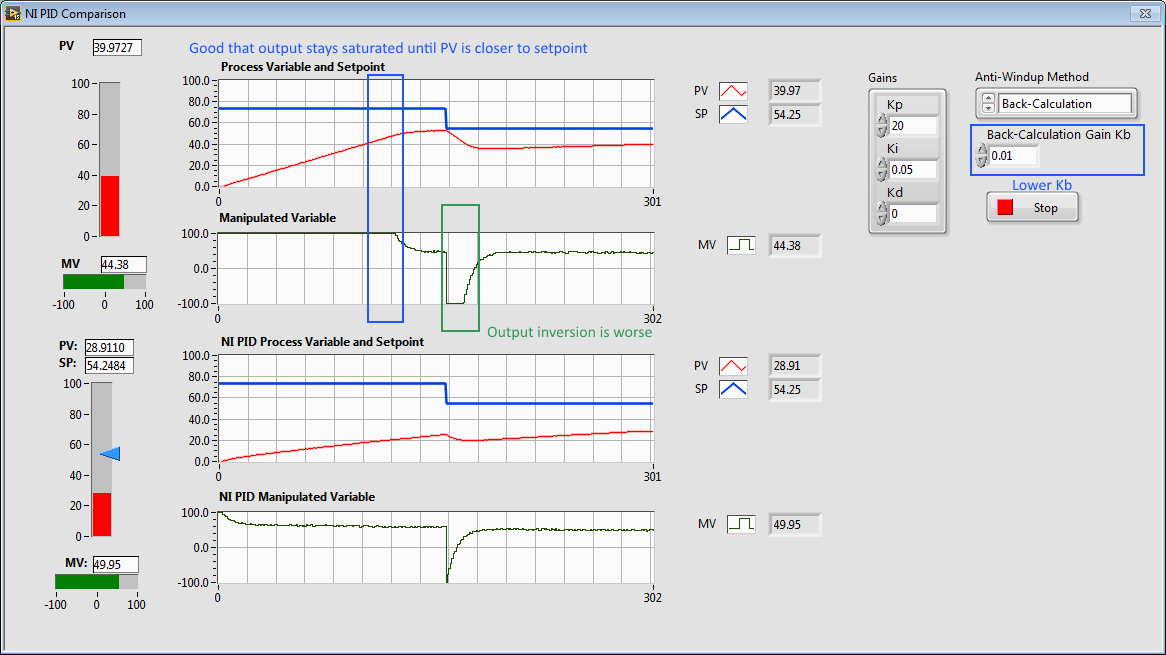 NI PID Comparison
PV 39.9727
Good that output stays saturated until PV is closer to setpoint
Process Variable and Setpoint
100
80
60
40
20
0
100.0
80.0
60.0
40.0
20.0
0.0
0 301
PV 39.97
SP 54.25
Gains
Kp
20
Ki
0.05
Kd
0
Anti-Windup Method
Back-Calculation
Back-Calculation Gain Kb
0.01
Lower Kb
Stop
Manipulated Variable
100.0
0.0
-100.0
0 302
MV 44.38
MV 44.38
-100 0 100
Output inversion is worse
PV: 28.9110
SP: 54.2484
100
80
60
40
20
0
NI PID Process Variable and Setpoint
100.0
80.0
60.0
40.0
20.0
0.0
0 301
PV 28.91
SP 54.25
NI PID Manipulated Variable
100.0
0.0
-100.0
0 302
MV 49.95
MV: 49.95
-100 0 100